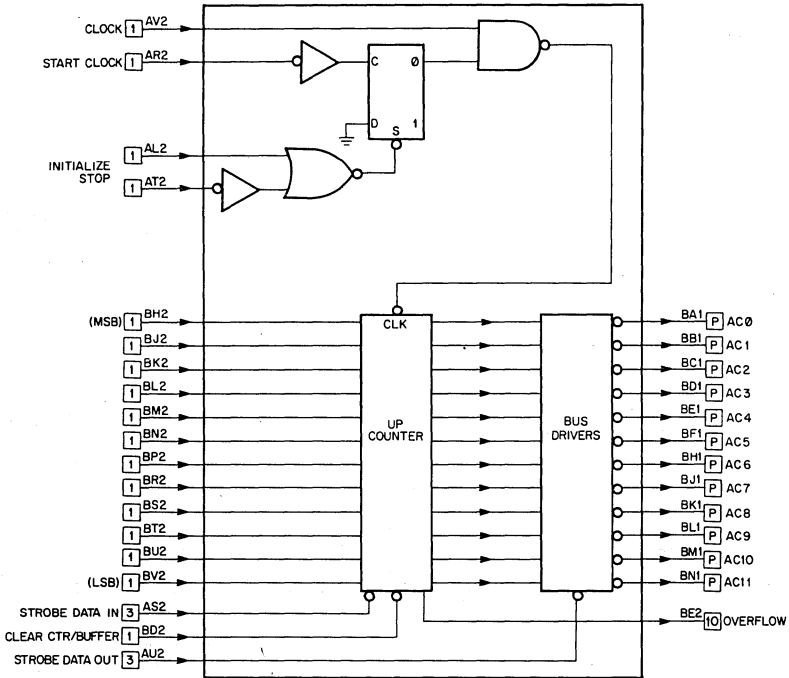 CLOCK 1 AV2
START CLOCK 1 AR2
C 0
D 1
S
1 AL2
INITIALIZE
STOP
1 AT2
CLK
UP
COUNTER
BUS
DRIVERS
(MSB) 1 BH2
1 BJ2
1 BK2
1 BL2
1 BM2
1 BN2
1 BP2
1 BR2
1 BS2
1 BT2
1 BU2
(LSB) 1 BV2
STROBE DATA IN 3 AS2
CLEAR CTR/BUFFER 1 BD2
STROBE DATA OUT 3 AU2
BA1 P AC0
BB1 P AC1
BC1 P AC2
BD1 P AC3
BE1 P AC4
BF1 P AC5
BH1 P AC6
BJ1 P AC7
BK1 P AC8
BL1 P AC9
BM1 P AC10
BN1 P AC11
BE2 10 OVERFLOW